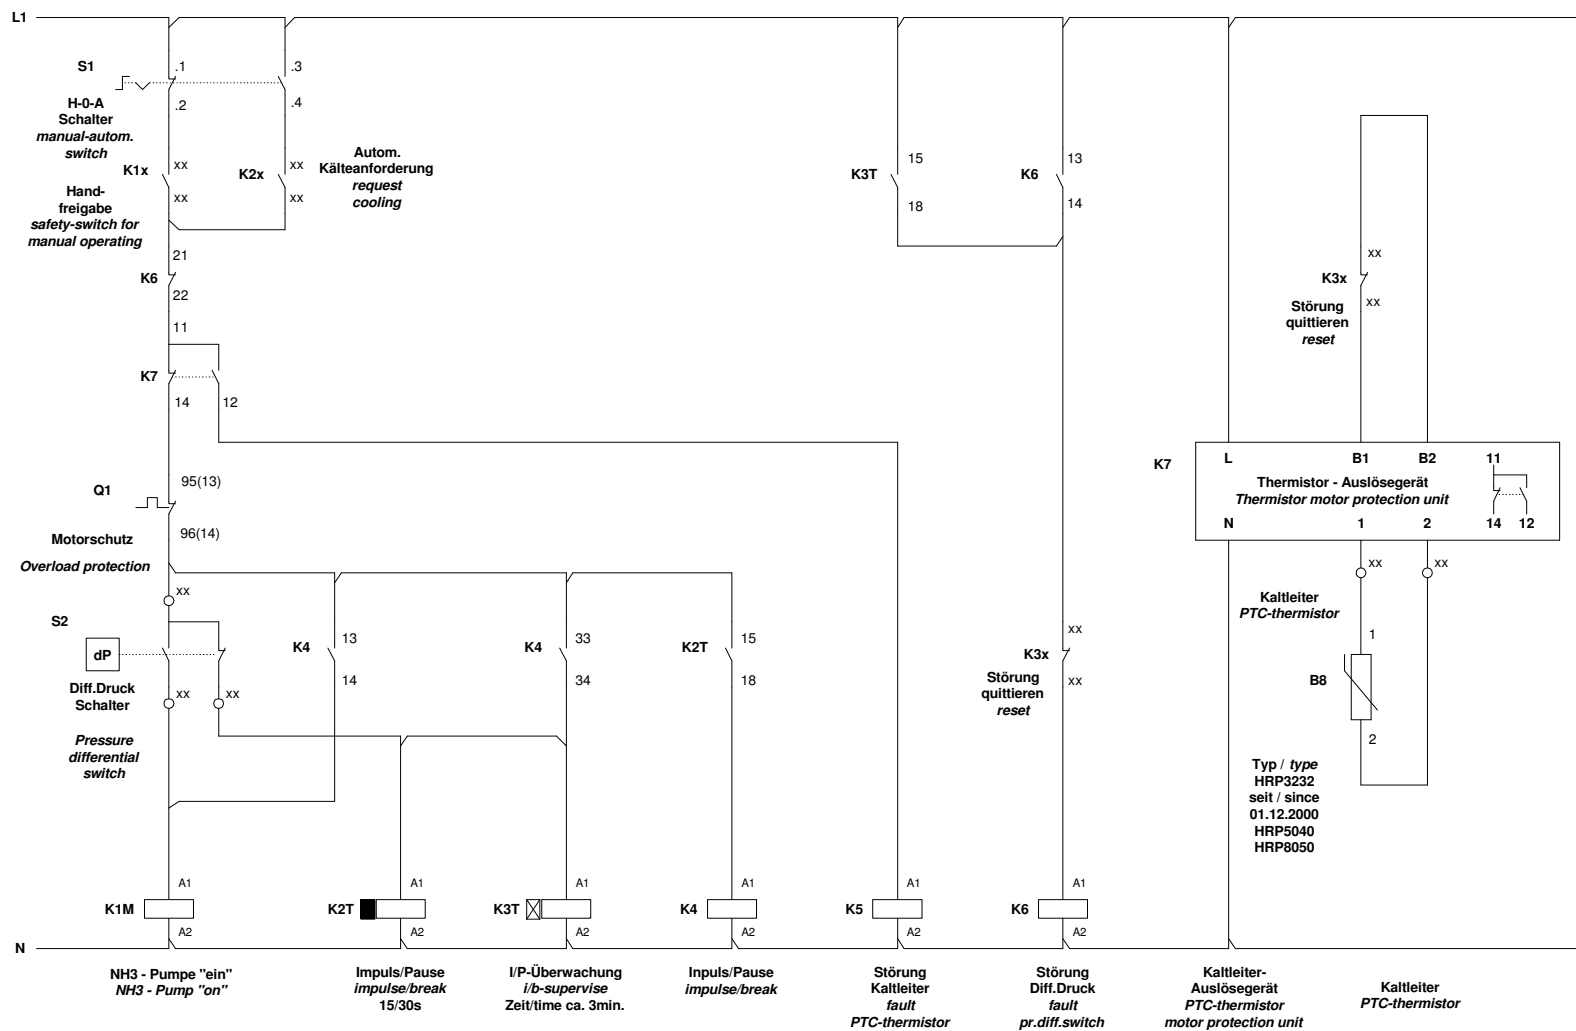 L1
S1
.1
.3
.2
.4
H-0-A
Schalter
manual-autom.
switch
K1x
xx
xx
K2x
xx
xx
Autom.
Kälteanforderung
request
cooling
Hand-
freigabe
safety-switch for
manual operating
K3T
15
18
K6
13
14
21
K6
22
11
K7
14
12
K3x
xx
xx
Störung
quittieren
reset
K7
L
B1
B2
11
Thermistor - Auslösegerät
Thermistor motor protection unit
N
1
2
14
12
Q1
95(13)
96(14)
Motorschutz
Overload protection
xx
xx
xx
Kaltleiter
PTC-thermistor
S2
dP
xx
xx
Diff.Druck
Schalter
Pressure
differential
switch
K4
13
14
K4
33
34
K2T
15
18
K3x
xx
xx
Störung
quittieren
reset
1
B8
2
Typ / type
HRP3232
seit / since
01.12.2000
HRP5040
HRP8050
A1
A1
A1
A1
A1
A1
K1M
K2T
K3T
K4
K5
K6
A2
A2
A2
A2
A2
A2
N
NH3 - Pumpe "ein"
NH3 - Pump "on"
Impuls/Pause
impulse/break
15/30s
I/P-Überwachung
i/b-supervise
Zeit/time ca. 3min.
Inpuls/Pause
impulse/break
Störung
Kaltleiter
fault
PTC-thermistor
Störung
Diff.Druck
fault
pr.diff.switch
Kaltleiter-
Auslösegerät
PTC-thermistor
motor protection unit
Kaltleiter
PTC-thermistor